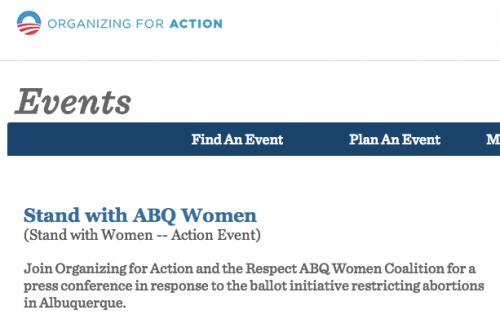 ORGANIZING FOR ACTION
Events
Find An Event Plan An Event
Stand with ABQ Women
(Stand with Women -- Action Event)
Join Organizing for Action and the Respect ABQ Women Coalition for a
press conference in response to the ballot initiative restricting abortions
in Albuquerque.